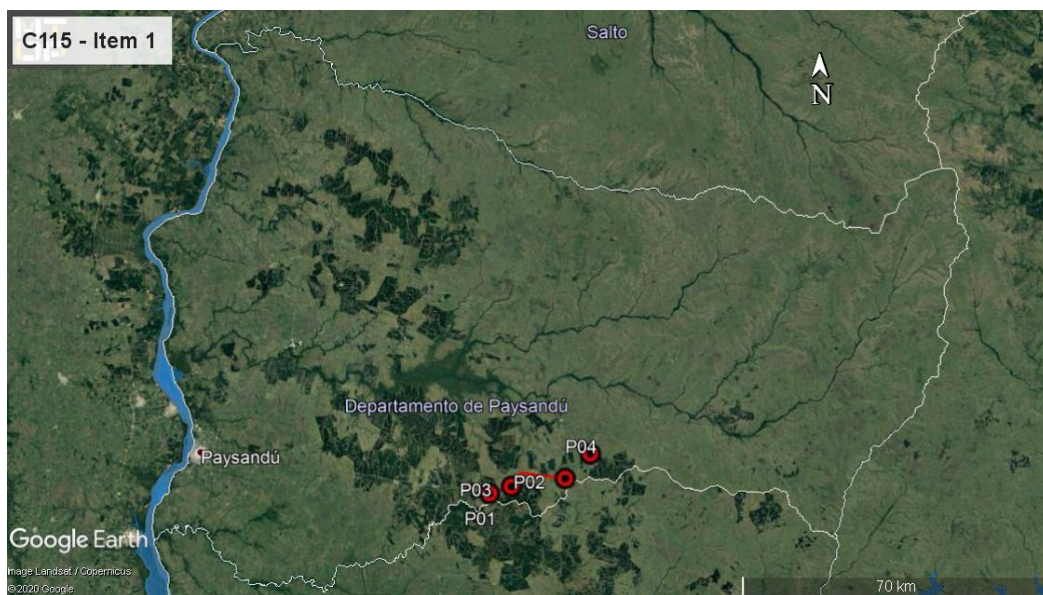 C115 - Item 1
Salto
N
Departamento de Paysandú
Paysandú
P04
P03
P02
P01
Google Earth
Image Landsat / Copernicus
©2020 Google
70 km